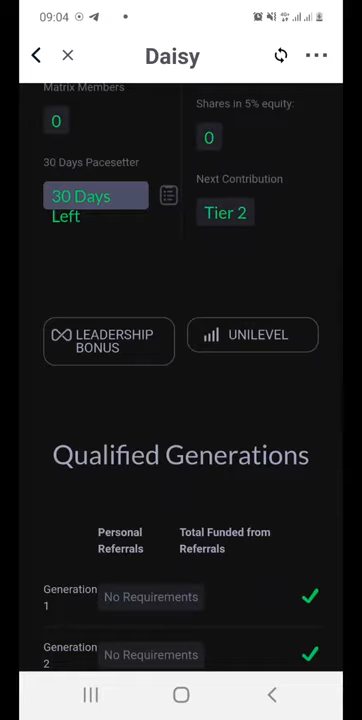 09:04
Daisy
Matrix Members
0
Shares in 5% equity:
0
30 Days Pacesetter
30 Days
Left
Next Contribution
Tier 2
LEADERSHIP
BONUS
UNILEVEL
Qualified Generations
Personal
Referrals
Total Funded from
Referrals
Generation
1
No Requirements
Generation
2
No Requirements